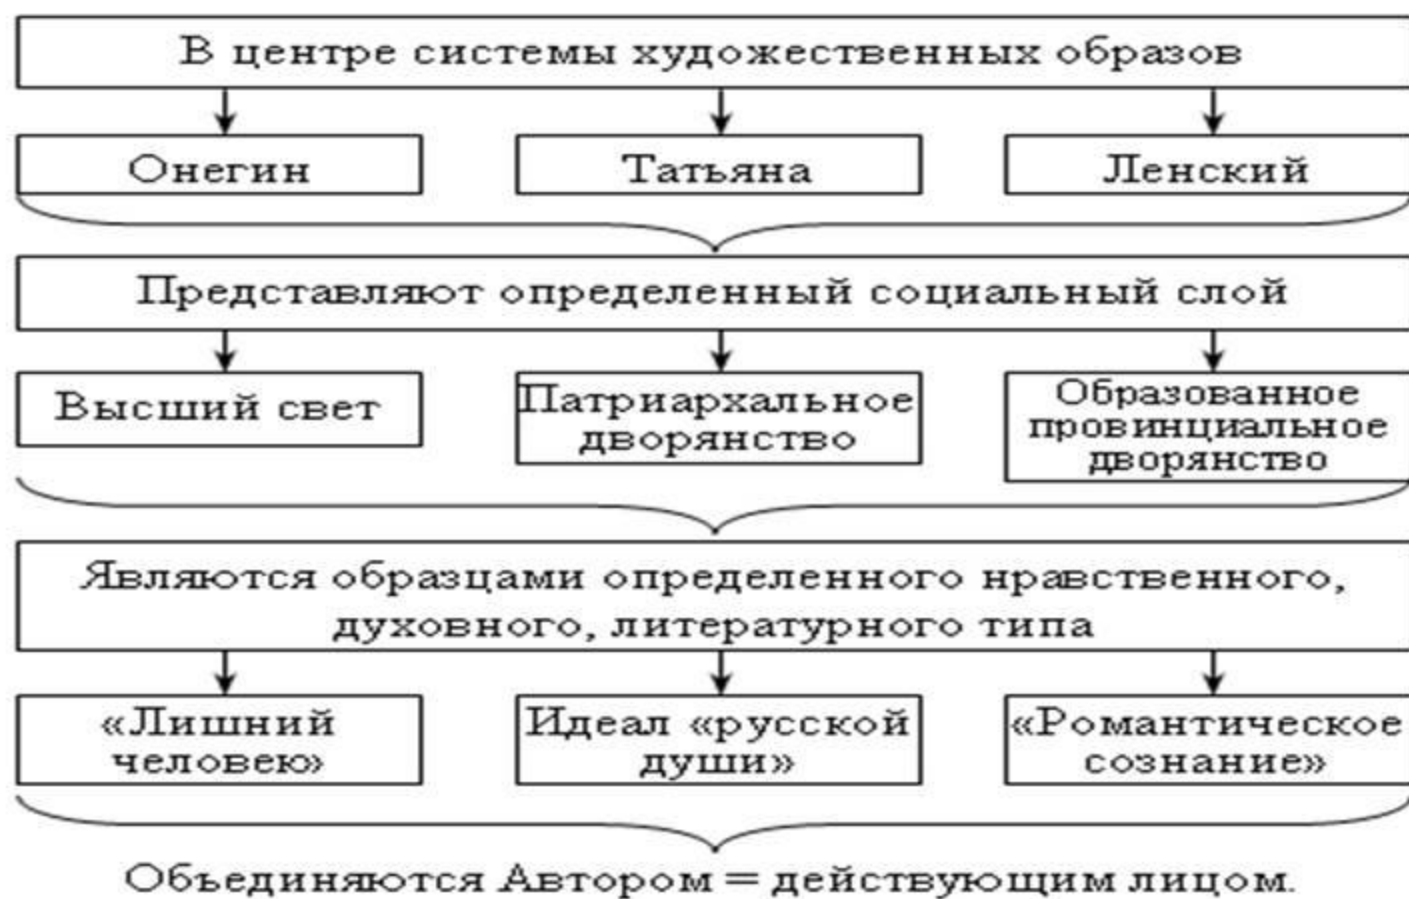 В центре системы художественных образов
Онегин
Татьяна
Ленский
Представляют определенный социальный слой
Высший свет
Патриархальное
дворянство
Образованное
провинциальное
дворянство
Являются образцами определенного нравственного,
духовного, литературного типа
«Лишний
человею»
Идеал «русской
души»
«Романтическое
сознание»
Объединяются Автором = действующим лицом.